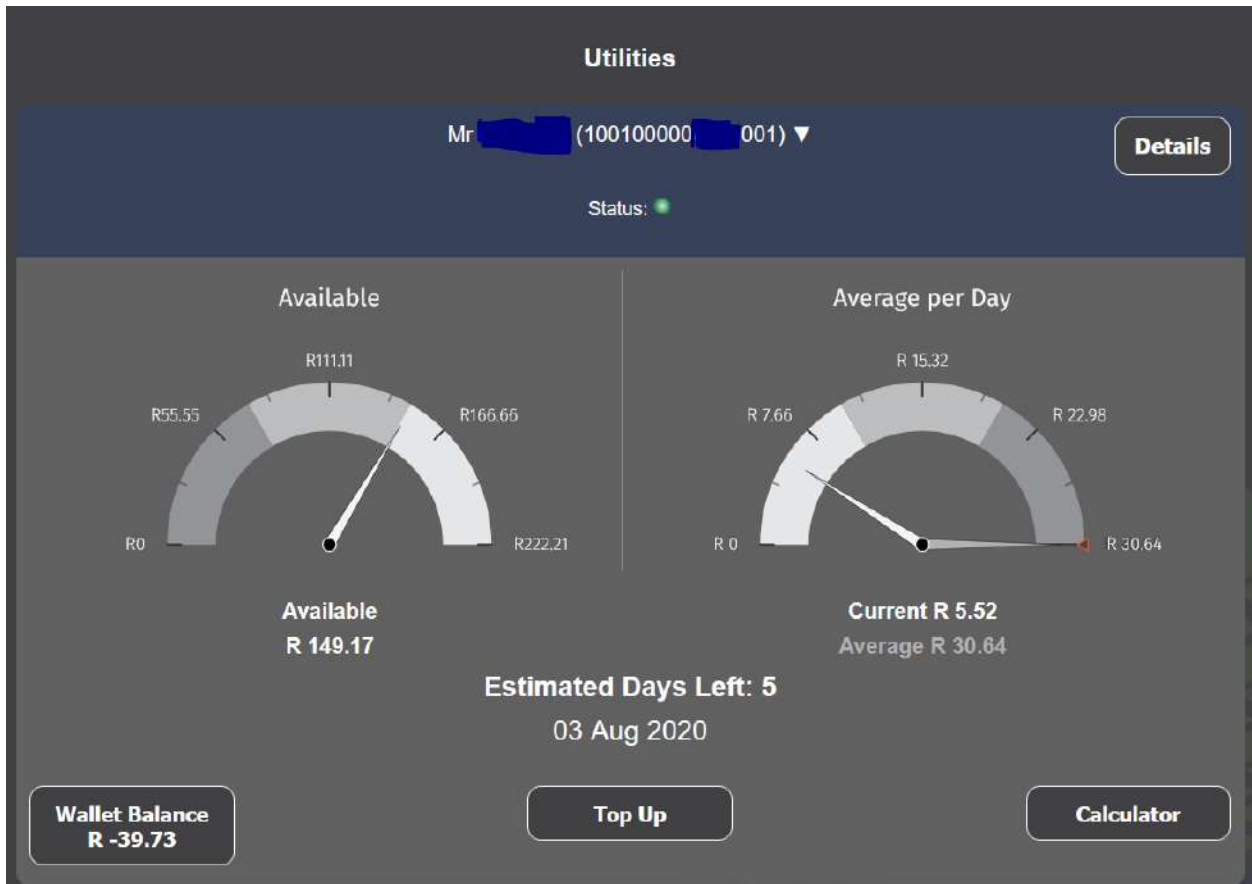 Utilities
Mr (100100000 001) ▼
Details
Status:
Available
Average per Day
R0
R55.55
R111.11
R166.66
R222.21
R 0
R 7.66
R 15.32
R 22.98
R 30.64
Available
R 149.17
Current R 5.52
Average R 30.64
Estimated Days Left: 5
03 Aug 2020
Wallet Balance
R -39.73
Top Up
Calculator